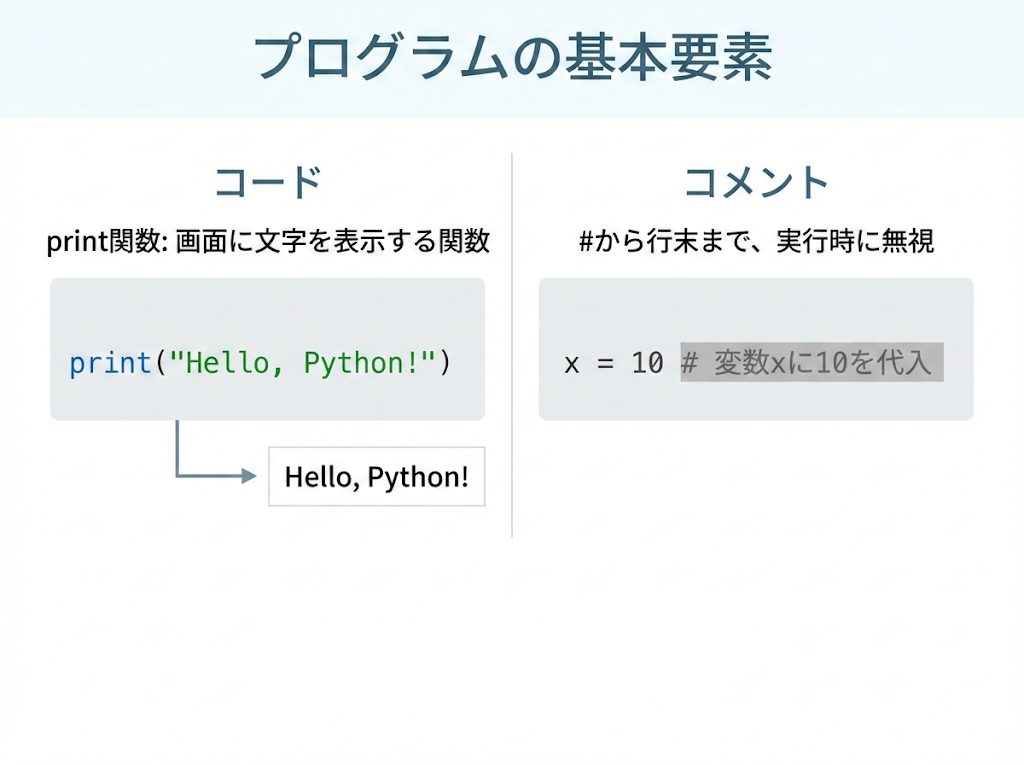 プログラムの基本要素
コード
print関数: 画面に文字を表示する関数
print("Hello, Python!")
Hello, Python!
コメント
#から行末まで、実行時に無視
x = 10 # 変数xに10を代入